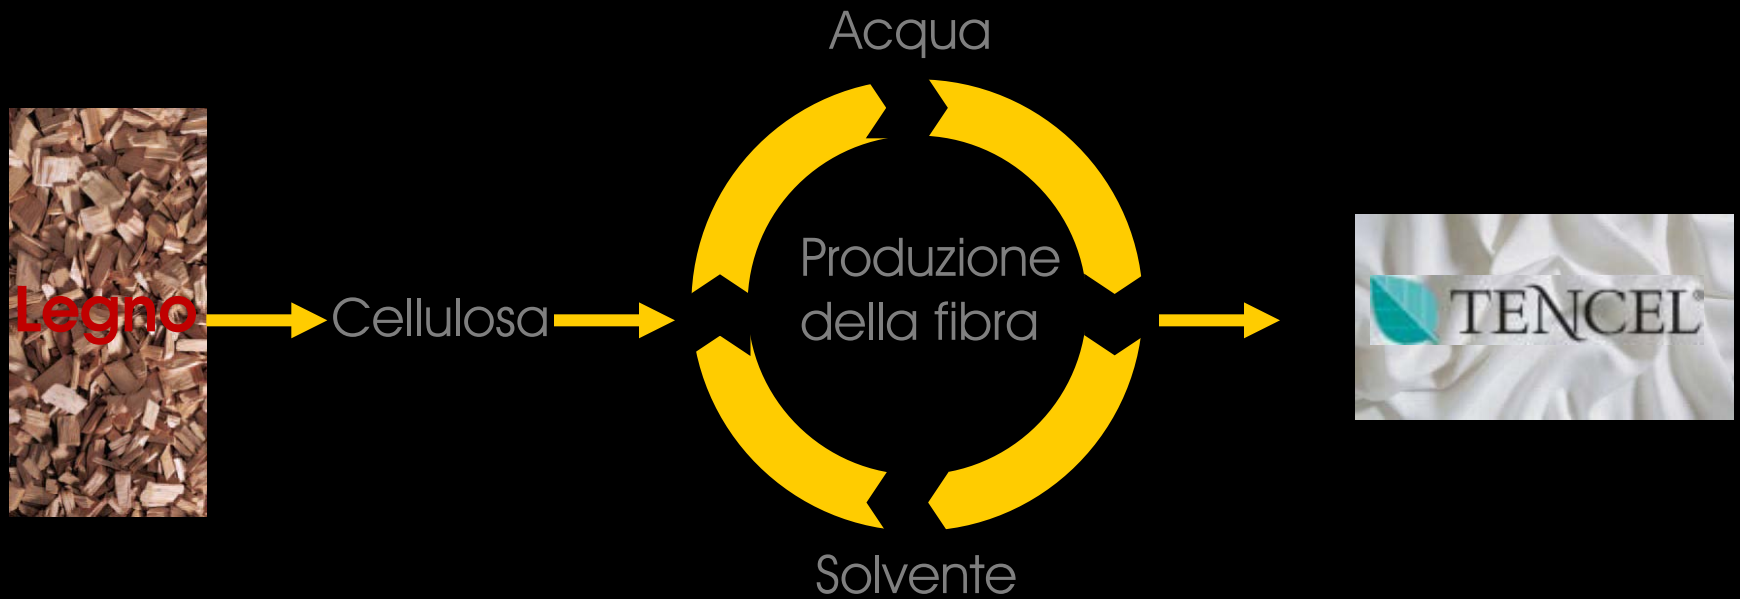 Acqua
Legno
Cellulosa
Produzione
della fibra
TENCEL®
Solvente